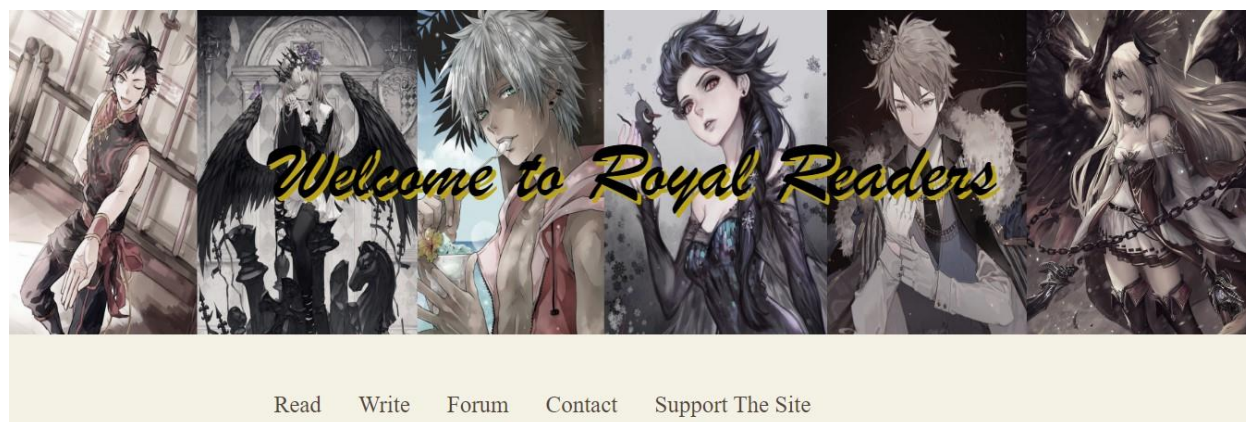 Welcome to Royal Readers
Read Write Forum Contact Support The Site